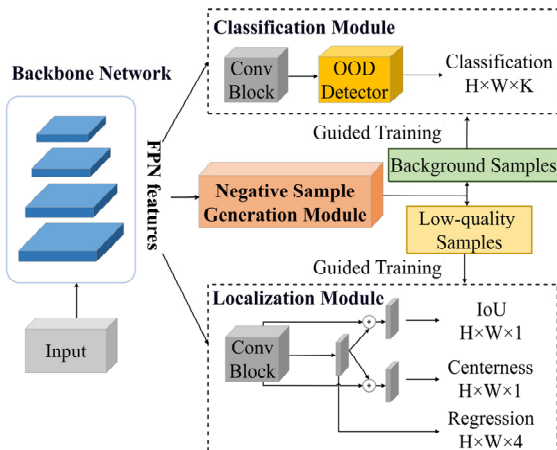 Classification Module
Backbone Network
Conv
Block
OOD
Detector
Classification
H×W×K
Guided Training
FPN features
Negative Sample
Generation Module
Background Samples
Low-quality
Samples
Guided Training
Localization Module
Input
Conv
Block
IoU
H×W×1
Centerness
H×W×1
Regression
H×W×4